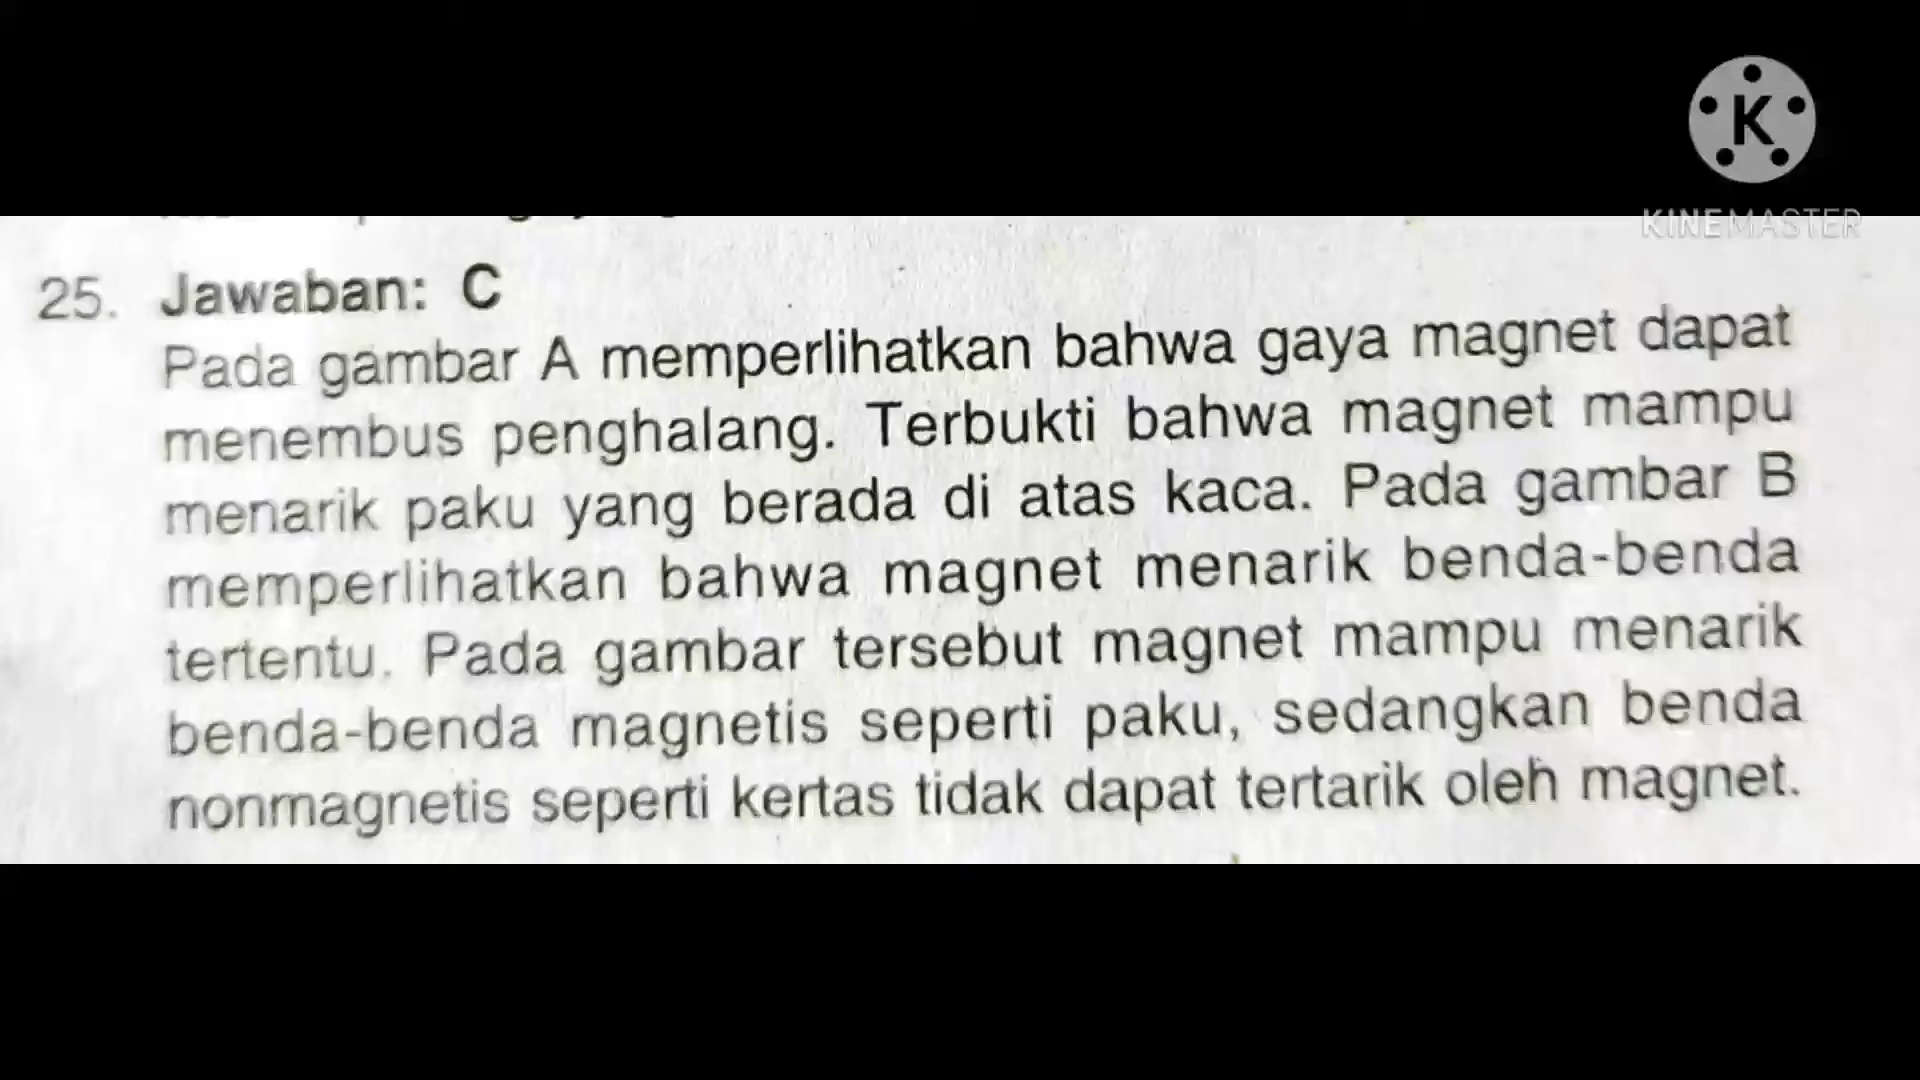 K
KINEMASTER
25. Jawaban: C
Pada gambar A memperlihatkan bahwa gaya magnet dapat
menembus penghalang. Terbukti bahwa magnet mampu
menarik paku yang berada di atas kaca. Pada gambar B
memperlihatkan bahwa magnet menarik benda-benda
tertentu. Pada gambar tersebut magnet mampu menarik
benda-benda magnetis seperti paku, sedangkan benda
nonmagnetis seperti kertas tidak dapat tertarik oleh magnet.